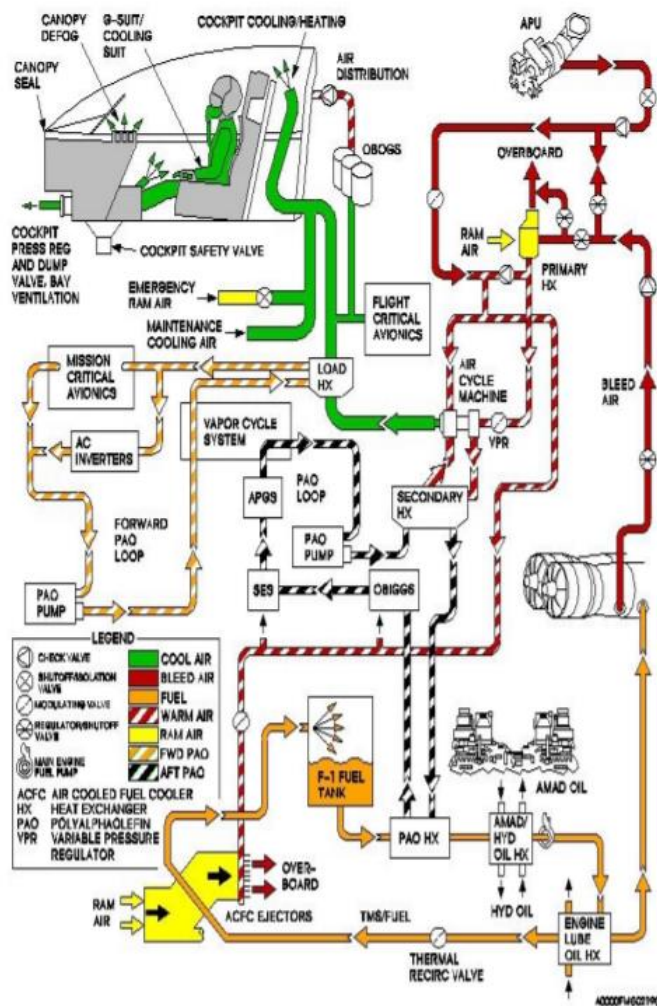 CANOPY
DEFOG
G-SUIT/
COOLING
SUIT
COCKPIT COOLING/HEATING
CANOPY
SEAL
AIR
DISTRIBUTION
APU
OBOGS
OVERBOARD
RAM
AIR
PRIMARY
HX
COCKPIT
PRESS REG
AND DUMP
VALVE, BAY
VENTILATION
COCKPIT SAFETY VALVE
EMERGENCY
RAM AIR
MAINTENANCE
COOLING AIR
FLIGHT
CRITICAL
AVIONICS
MISSION
CRITICAL
AVIONICS
LOAD
HX
AIR
CYCLE
MACHINE
BLEED
AIR
AC
INVERTERS
VAPOR CYCLE
SYSTEM
VPR
APGS
PAO
LOOP
SECONDARY
HX
FORWARD
PAO
LOOP
PAO
PUMP
PAO
PUMP
SES
OBIGGS
LEGEND
CHECK VALVE
SHUTOFF/ISOLATION
VALVE
MODULATING VALVE
REGULATOR/SHUTOFF
VALVE
MAIN ENGINE
FUEL PUMP
COOL AIR
BLEED AIR
FUEL
WARM AIR
RAM AIR
FWD PAO
AFT PAO
ACFC AIR COOLED FUEL COOLER
HX HEAT EXCHANGER
PAO POLYALPHAOLEFIN
VPR VARIABLE PRESSURE
REGULATOR
F-1 FUEL
TANK
AMAD OIL
PAO HX
AMAD/
HYD
OIL HX
HYD OIL
OVER-
BOARD
RAM
AIR
ACFC EJECTORS
TMS/FUEL
THERMAL
RECIRC VALVE
ENGINE
LUBE
OIL HX